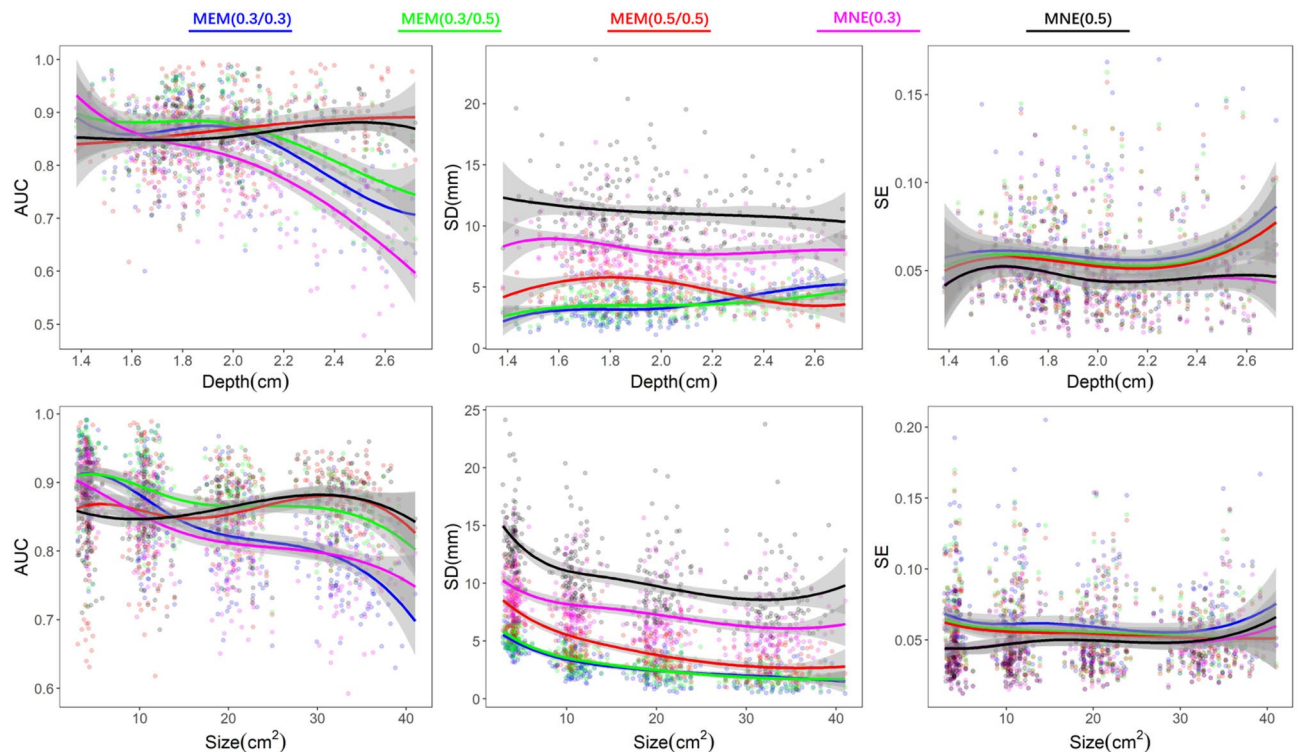 MEM(0.3/0.3) MEM(0.3/0.5) MEM(0.5/0.5) MNE(0.3) MNE(0.5)
1.0
0.9
0.8
0.7
0.6
0.5
AUC
1.4 1.6 1.8 2.0 2.2 2.4 2.6
Depth(cm)
20
15
10
5
0
SD(mm)
1.4 1.6 1.8 2.0 2.2 2.4 2.6
Depth(cm)
0.15
0.10
0.05
SE
1.4 1.6 1.8 2.0 2.2 2.4 2.6
Depth(cm)
1.0
0.9
0.8
0.7
0.6
AUC
10 20 30 40
Size(cm²)
25
20
15
10
5
0
SD(mm)
10 20 30 40
Size(cm²)
0.20
0.15
0.10
0.05
SE
10 20 30 40
Size(cm²)